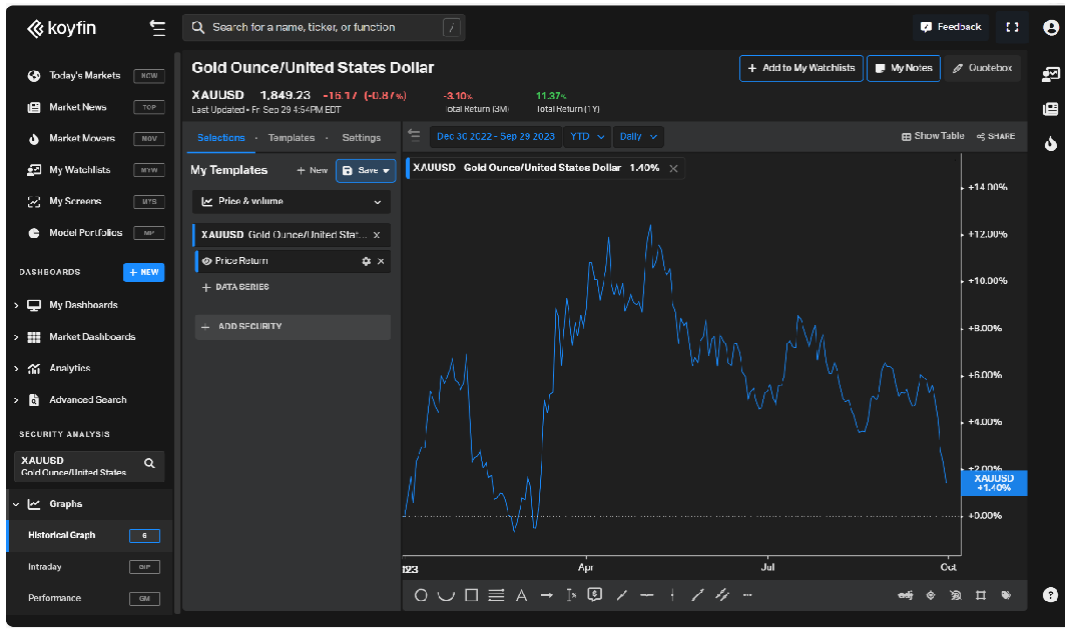 koyfin
Search for a name, ticker, or function
/
Feedback
Today's Markets
News
Market News
TOP
Market Movers
MOV
My Watchlists
MYW
My Screens
MYS
Model Portfolios
MP
DASHBOARDS
+ NEW
My Dashboards
Market Dashboards
Analytics
Advanced Search
SECURITY ANALYSIS
XAUUSD
Gold Ounce/United States
Graphs
Historical Graph
G
Intraday
GIP
Performance
GM
Gold Ounce/United States Dollar
+ Add to My Watchlists
My Notes
Quotebox
XAUUSD 1,849.23 -16.17 (-0.87%)
Last Updated • Fri Sep 29 4:54PM EDT
-3.10%
Total Return (3M)
11.37%
Total Return (1Y)
Selections
Templates
Settings
Dec 30 2022 - Sep 29 2023
YTD
Daily
Show Table
SHARE
My Templates
+ New
Save
Price & volume
XAUUSD Gold Ounce/United Stat...
Price Return
+ DATA SERIES
+ ADD SECURITY
XAUUSD Gold Ounce/United States Dollar 1.40%
+14.00%
+12.00%
+10.00%
+8.00%
+6.00%
+4.00%
+2.00%
XAUUSD
+1.40%
+0.00%
Apr
Jul
Oct
adj